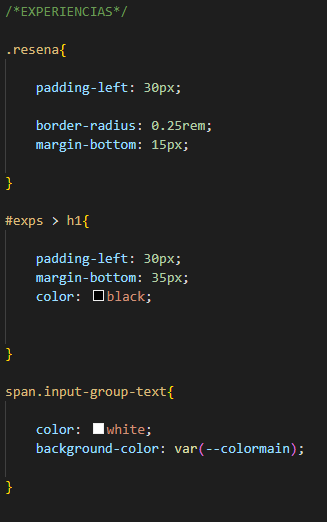 /*EXPERIENCIAS*/
.resena{
padding-left: 30px;
border-radius: 0.25rem;
margin-bottom: 15px;
}
#exps > h1{
padding-left: 30px;
margin-bottom: 35px;
color: black;
}
span.input-group-text{
color: white;
background-color: var(--colormain);
}